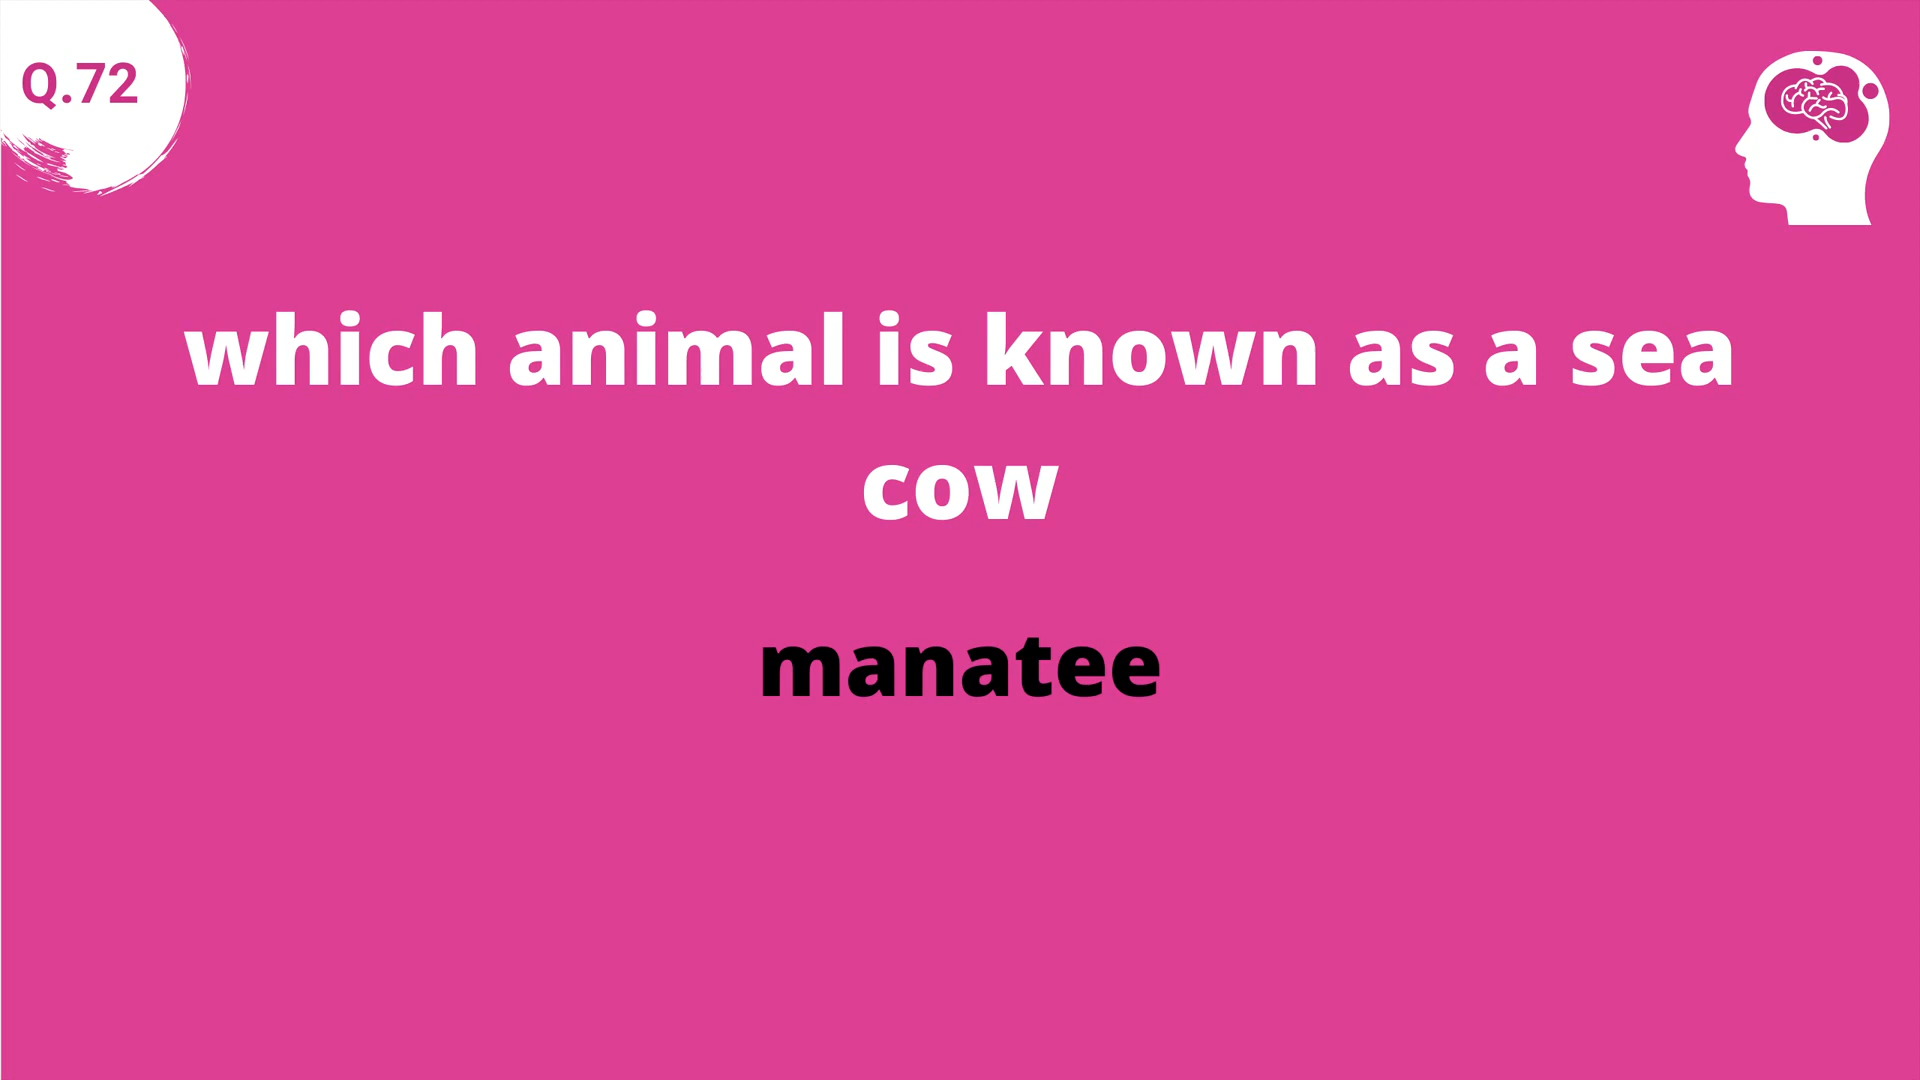 Q.72
which animal is known as a sea
cow
manatee